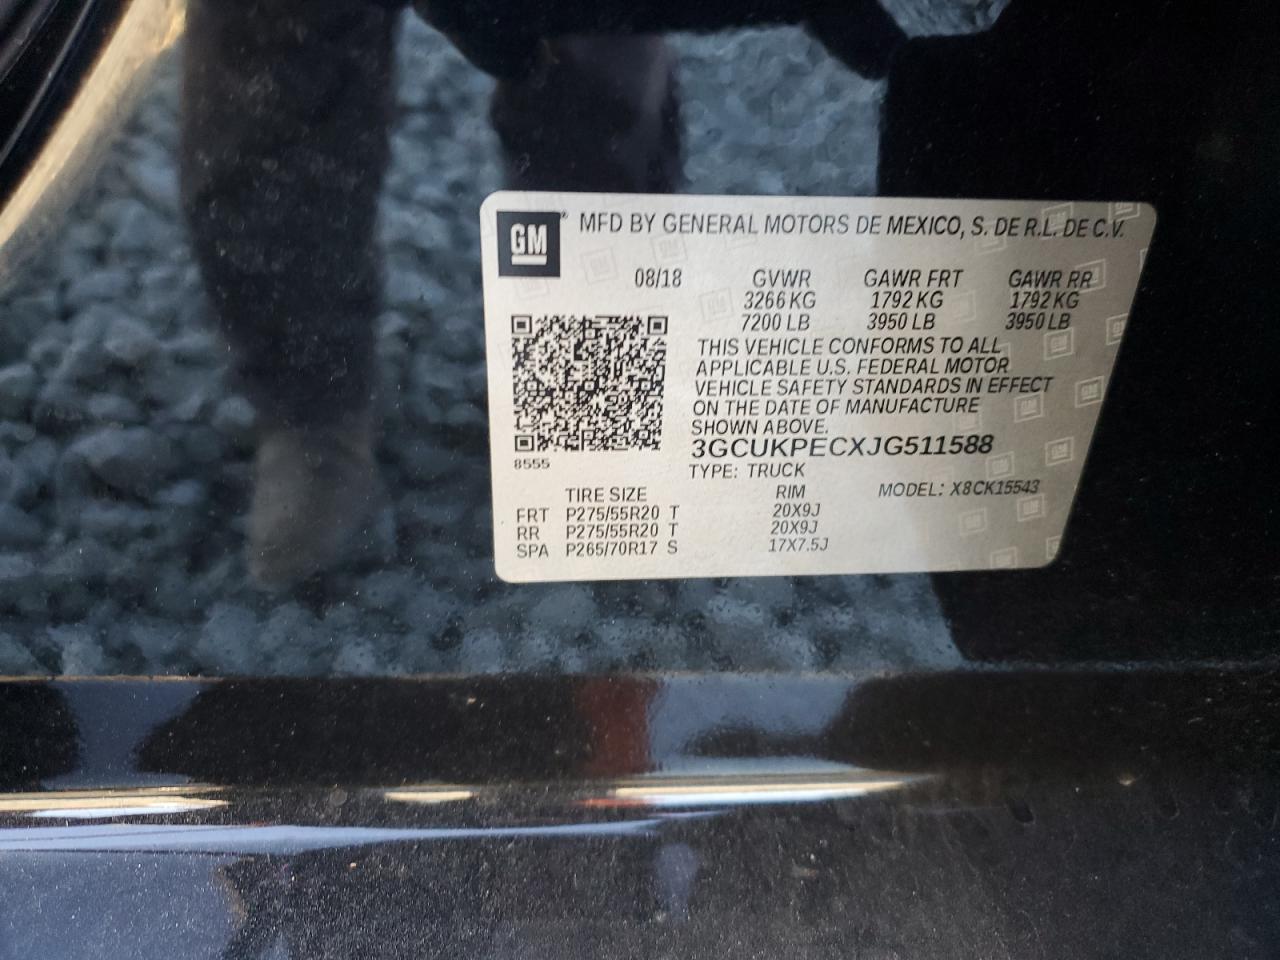 GM® MFD BY GENERAL MOTORS DE MEXICO, S. DE R.L. DE C.V.
08/18 GVWR GAWR FRT GAWR RR
3266 KG 1792 KG 1792 KG
7200 LB 3950 LB 3950 LB
THIS VEHICLE CONFORMS TO ALL
APPLICABLE U.S. FEDERAL MOTOR
VEHICLE SAFETY STANDARDS IN EFFECT
ON THE DATE OF MANUFACTURE
SHOWN ABOVE.
3GCUKPECXJG511588
8555
TYPE: TRUCK
TIRE SIZE RIM MODEL: X8CK15543
FRT P275/55R20 T 20X9J
RR P275/55R20 T 20X9J
SPA P265/70R17 S 17X7.5J